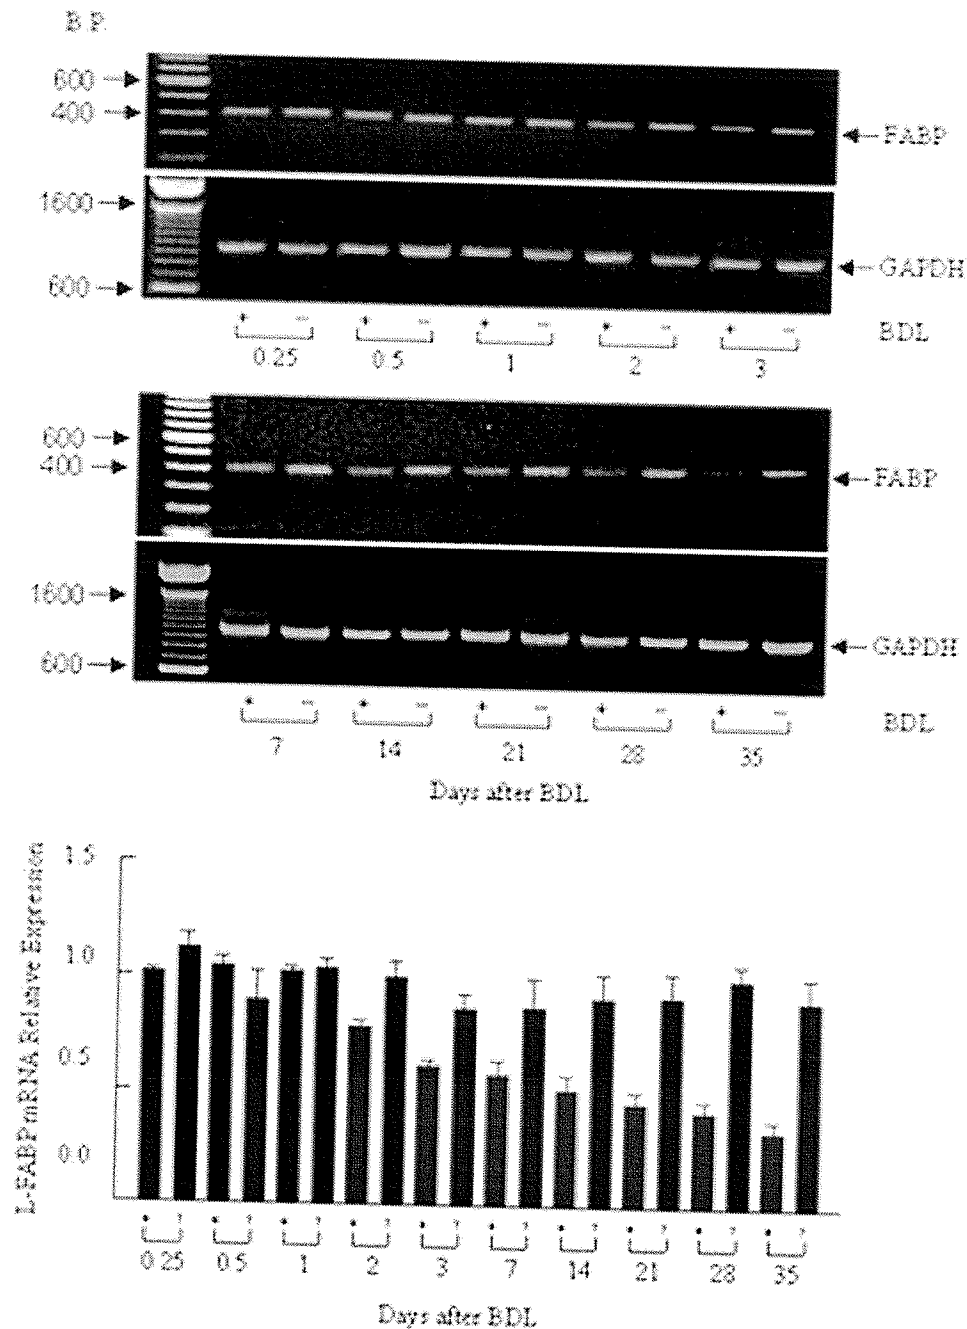 B.P.
600
400
FABP
1600
600
GAPDH
+ - + - + - + - + - BDL
0.25 0.5 1 2 3
600
400
FABP
1600
600
GAPDH
+ - + - + - + - + - BDL
7 14 21 28 35
Days after BDL
L-FABP mRNA Relative Expression
1.5
1.0
0.5
0.0
0.25 0.5 1 2 3 7 14 21 28 35
Days after BDL